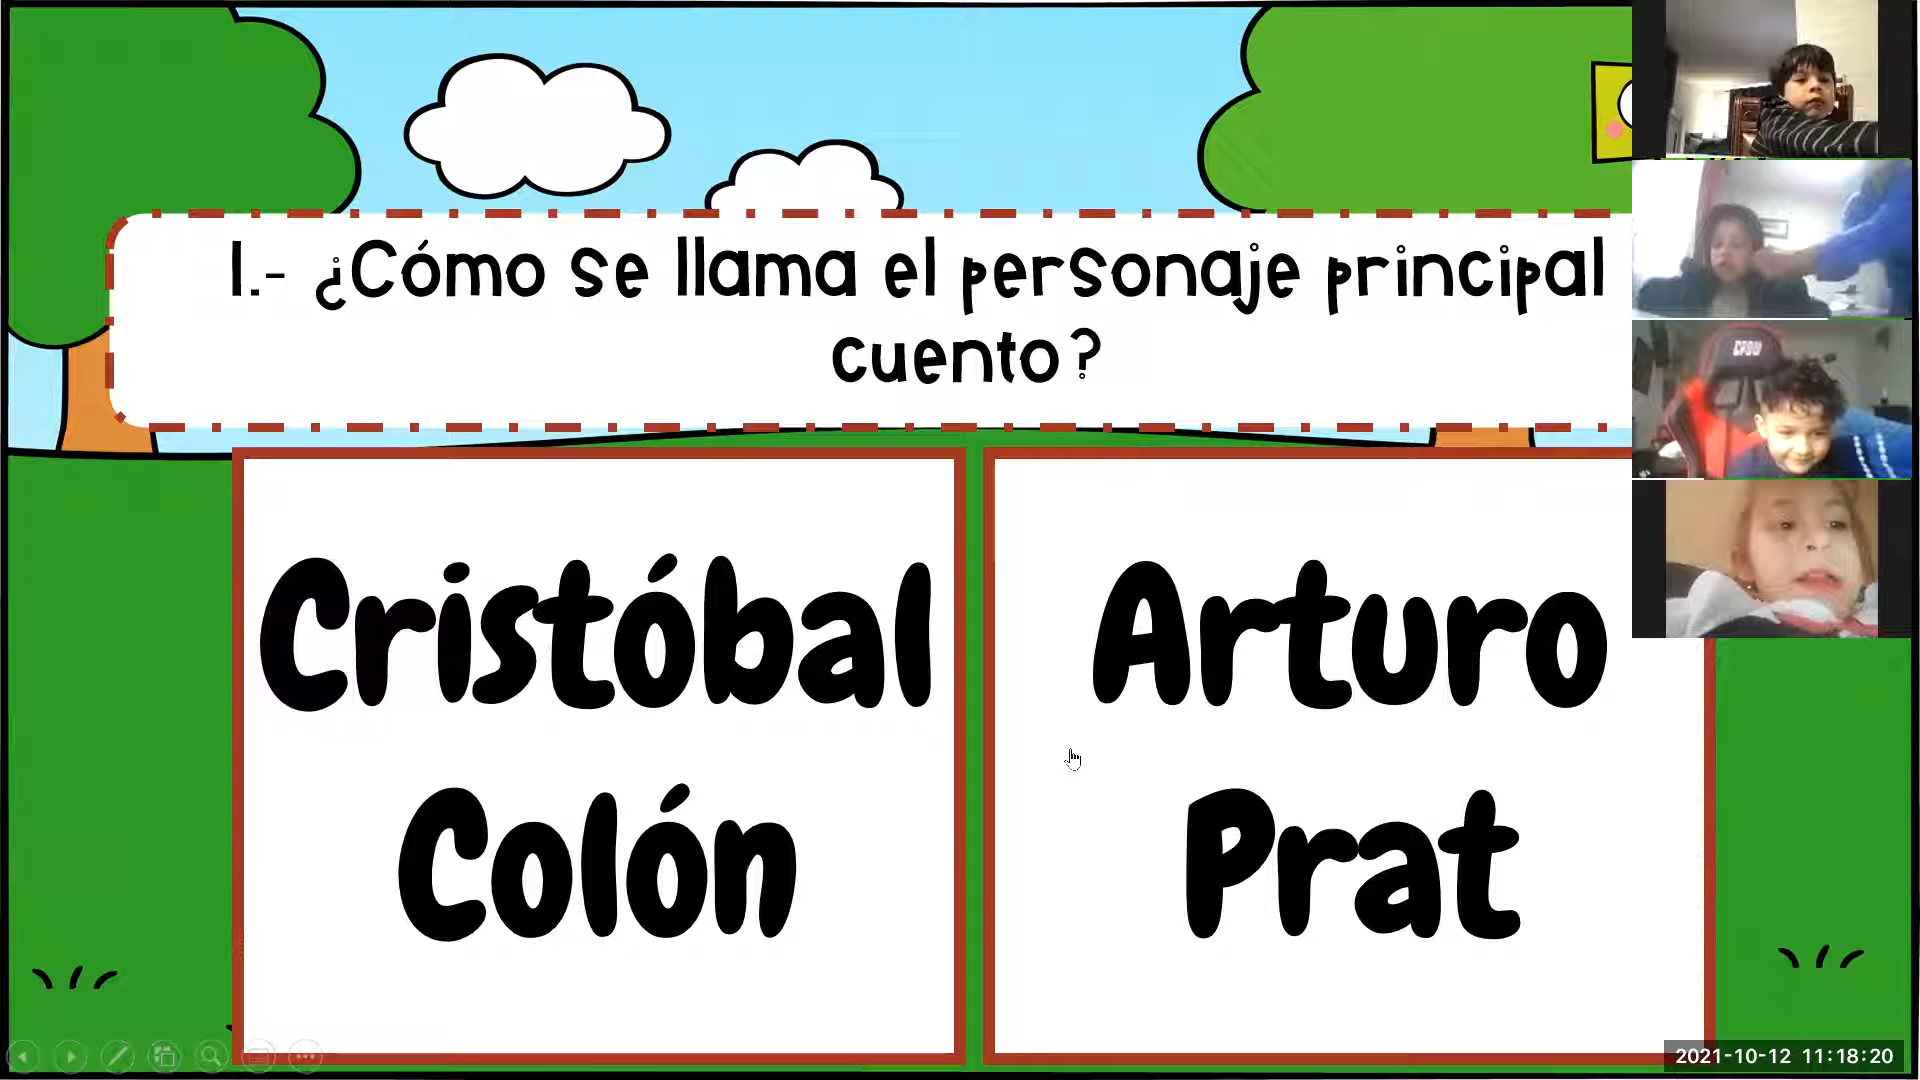 1.- ¿Cómo se llama el personaje principal
cuento?
Cristóbal
Colón
Arturo
Prat
2021-10-12 11:18:20